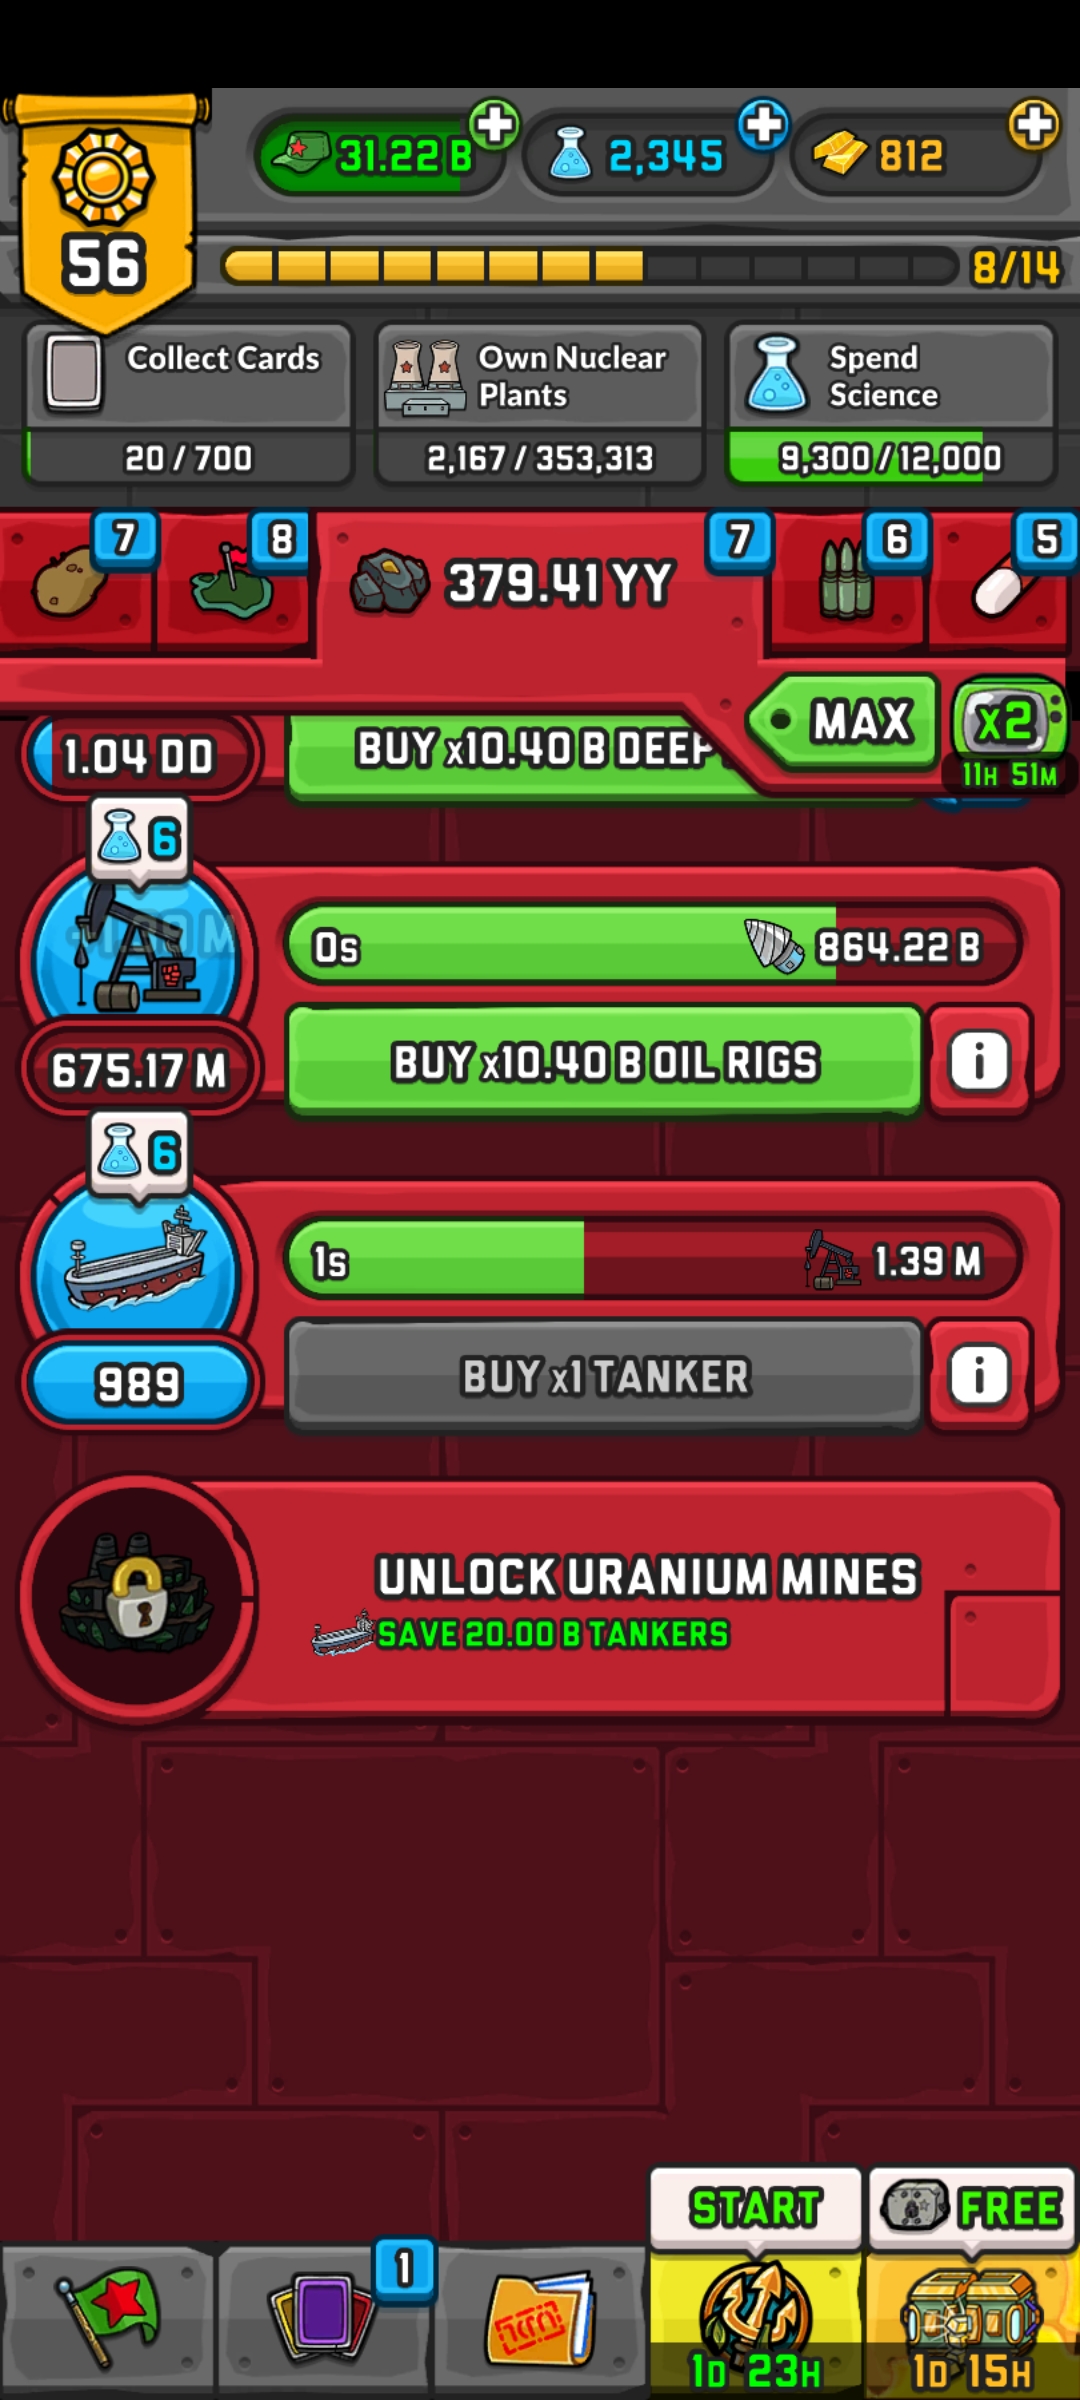 31.22 B
2,345
812
56
8/14
Collect Cards
20 / 700
Own Nuclear
Plants
2,167 / 353,313
Spend
Science
9,300 / 12,000
7
8
379.41 YY
7
6
5
MAX
x2
11H 51M
1.04 DD
BUY x10.40 B DEEP
6
0s
864.22 B
675.17 M
BUY x10.40 B OIL RIGS
i
6
1s
1.39 M
989
BUY x1 TANKER
i
UNLOCK URANIUM MINES
SAVE 20.00 B TANKERS
START
FREE
1
1D 23H
1D 15H